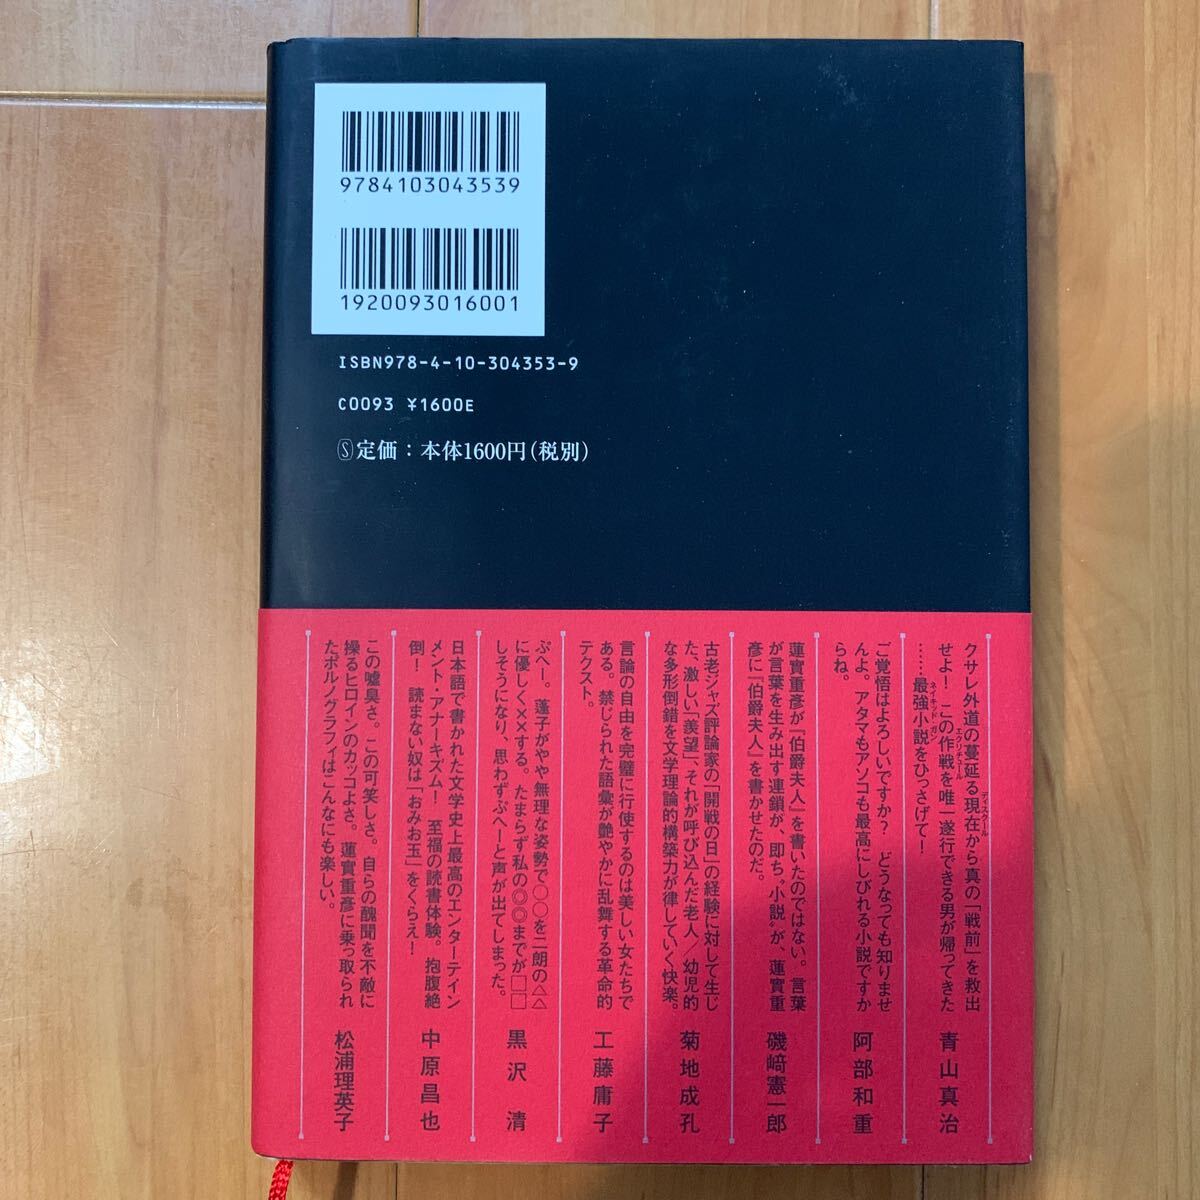 9784103043539
1920093016001
ISBN978-4-10-304353-9
C0093 ¥1600E
Ⓢ定価：本体1600円(税別)
クサレ外道の蔓延る現在から真の「戦前」を救出
ディスクール
せよ！　この作戦を唯一遂行できる男が帰ってきた
エクリチュール
……最強小説をひっさげて！
ネイキッド・ガン
青山真治
ご覚悟はよろしいですか？　どうなっても知りませ
んよ。アタマもアソコも最高にしびれる小説ですか
らね。
阿部和重
蓮實重彦が『伯爵夫人』を書いたのではない。言葉
が言葉を生み出す連鎖が、即ち〝小説〟が、蓮實重
彦に『伯爵夫人』を書かせたのだ。
磯﨑憲一郎
古老ジャズ評論家の「開戦の日」の経験に対して生じ
た、激しい「羨望」、それが呼び込んだ老人／幼児的
な多形倒錯を文学理論的構築力が律していく快楽。
菊地成孔
言論の自由を完璧に行使するのは美しい女たちで
ある。禁じられた語彙が艶やかに乱舞する革命的
テクスト。
工藤庸子
ぷへー。蓬子がやや無理な姿勢で○○を二朗の△△
に優しく××する。たまらず私の◎◎までが□□
しそうになり、思わずぷへーと声が出てしまった。
黒沢　清
日本語で書かれた文学史上最高のエンターテイン
メント・アナーキズム！　至福の読書体験。抱腹絶
倒！　読まない奴は「おみお玉」をくらえ！
中原昌也
この嘘臭さ。この可笑しさ。自らの醜聞を不敵に
操るヒロインのカッコよさ。蓮實重彦に乗っ取られ
たポルノグラフィはこんなにも楽しい。
松浦理英子